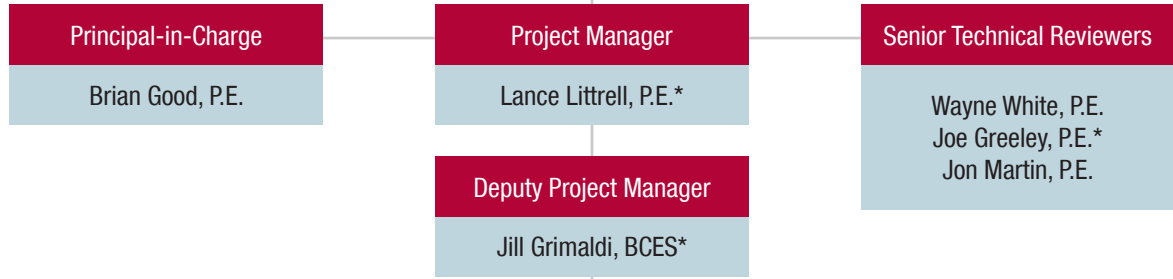 Principal-in-Charge
Brian Good, P.E.
Project Manager
Lance Littrell, P.E.*
Senior Technical Reviewers
Wayne White, P.E.
Joe Greeley, P.E.*
Jon Martin, P.E.
Deputy Project Manager
Jill Grimaldi, BCES*